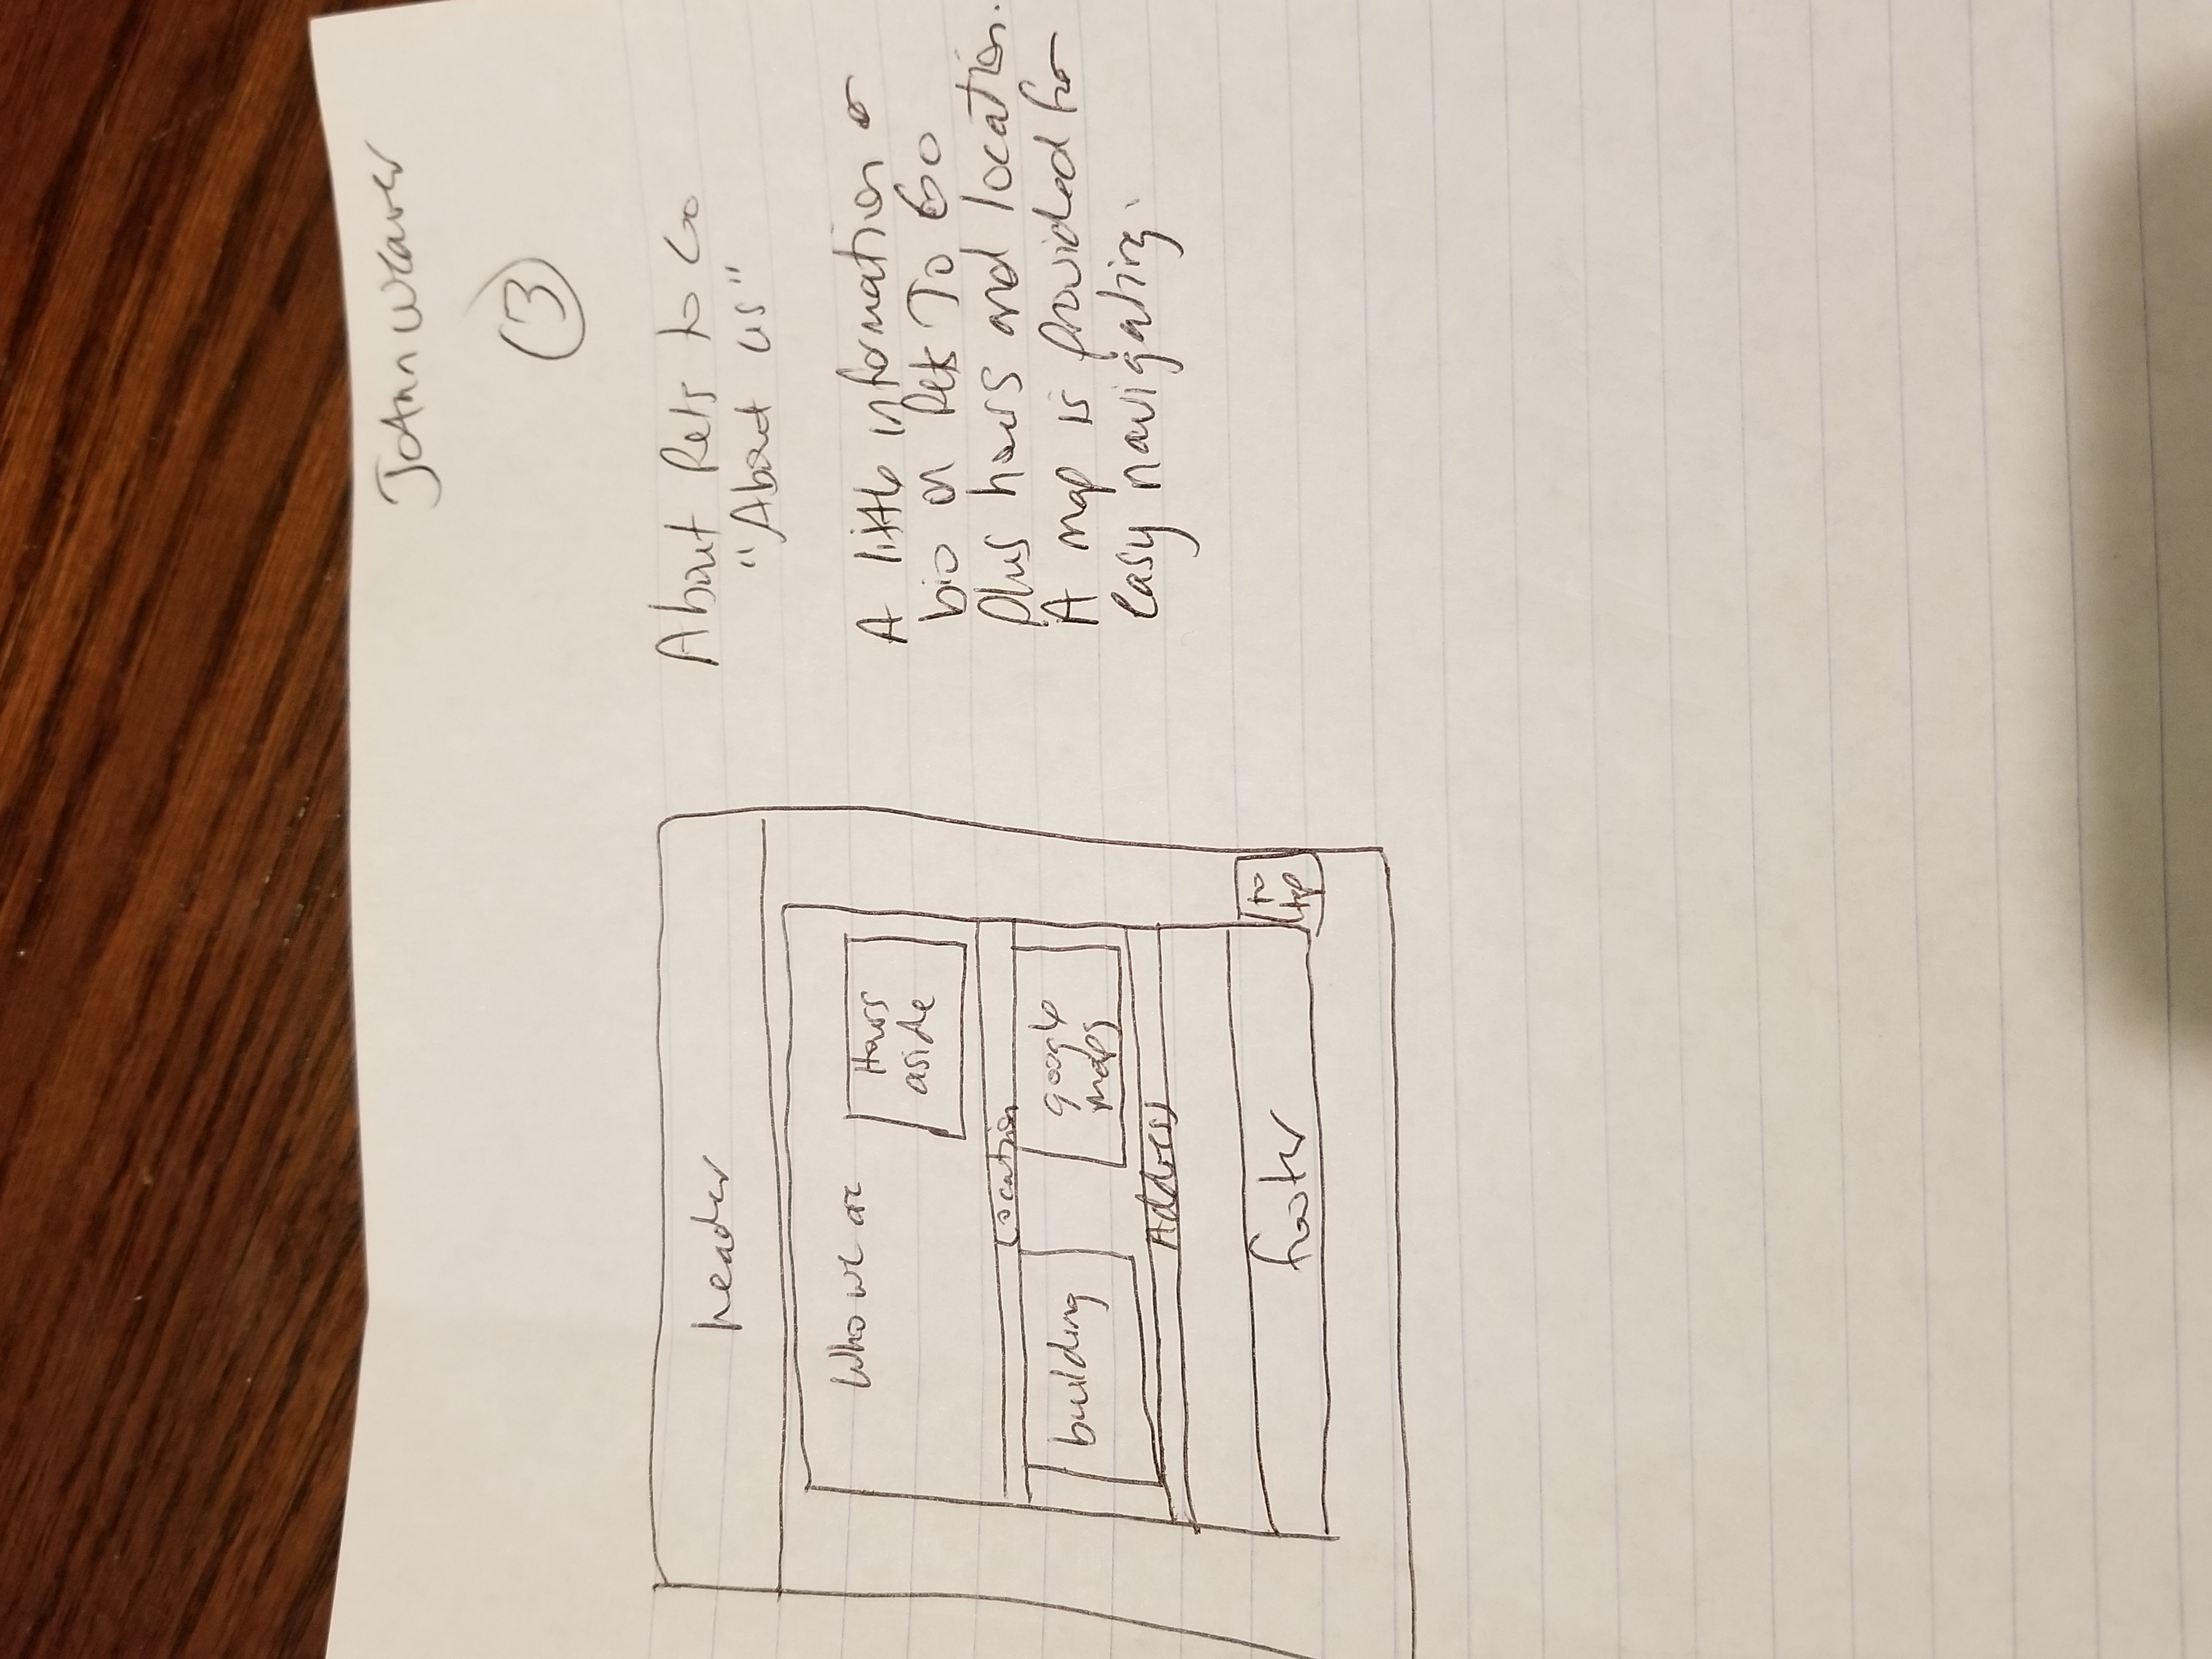 JoAnn Weaver
3
header
Who we are
Hours
aside
Location
building
google
maps
Address
footer
to
top
About Pets to Go
"About us"
A little information or
bio on Pets To Go
plus hours and location.
A map is provided for
easy navigating.